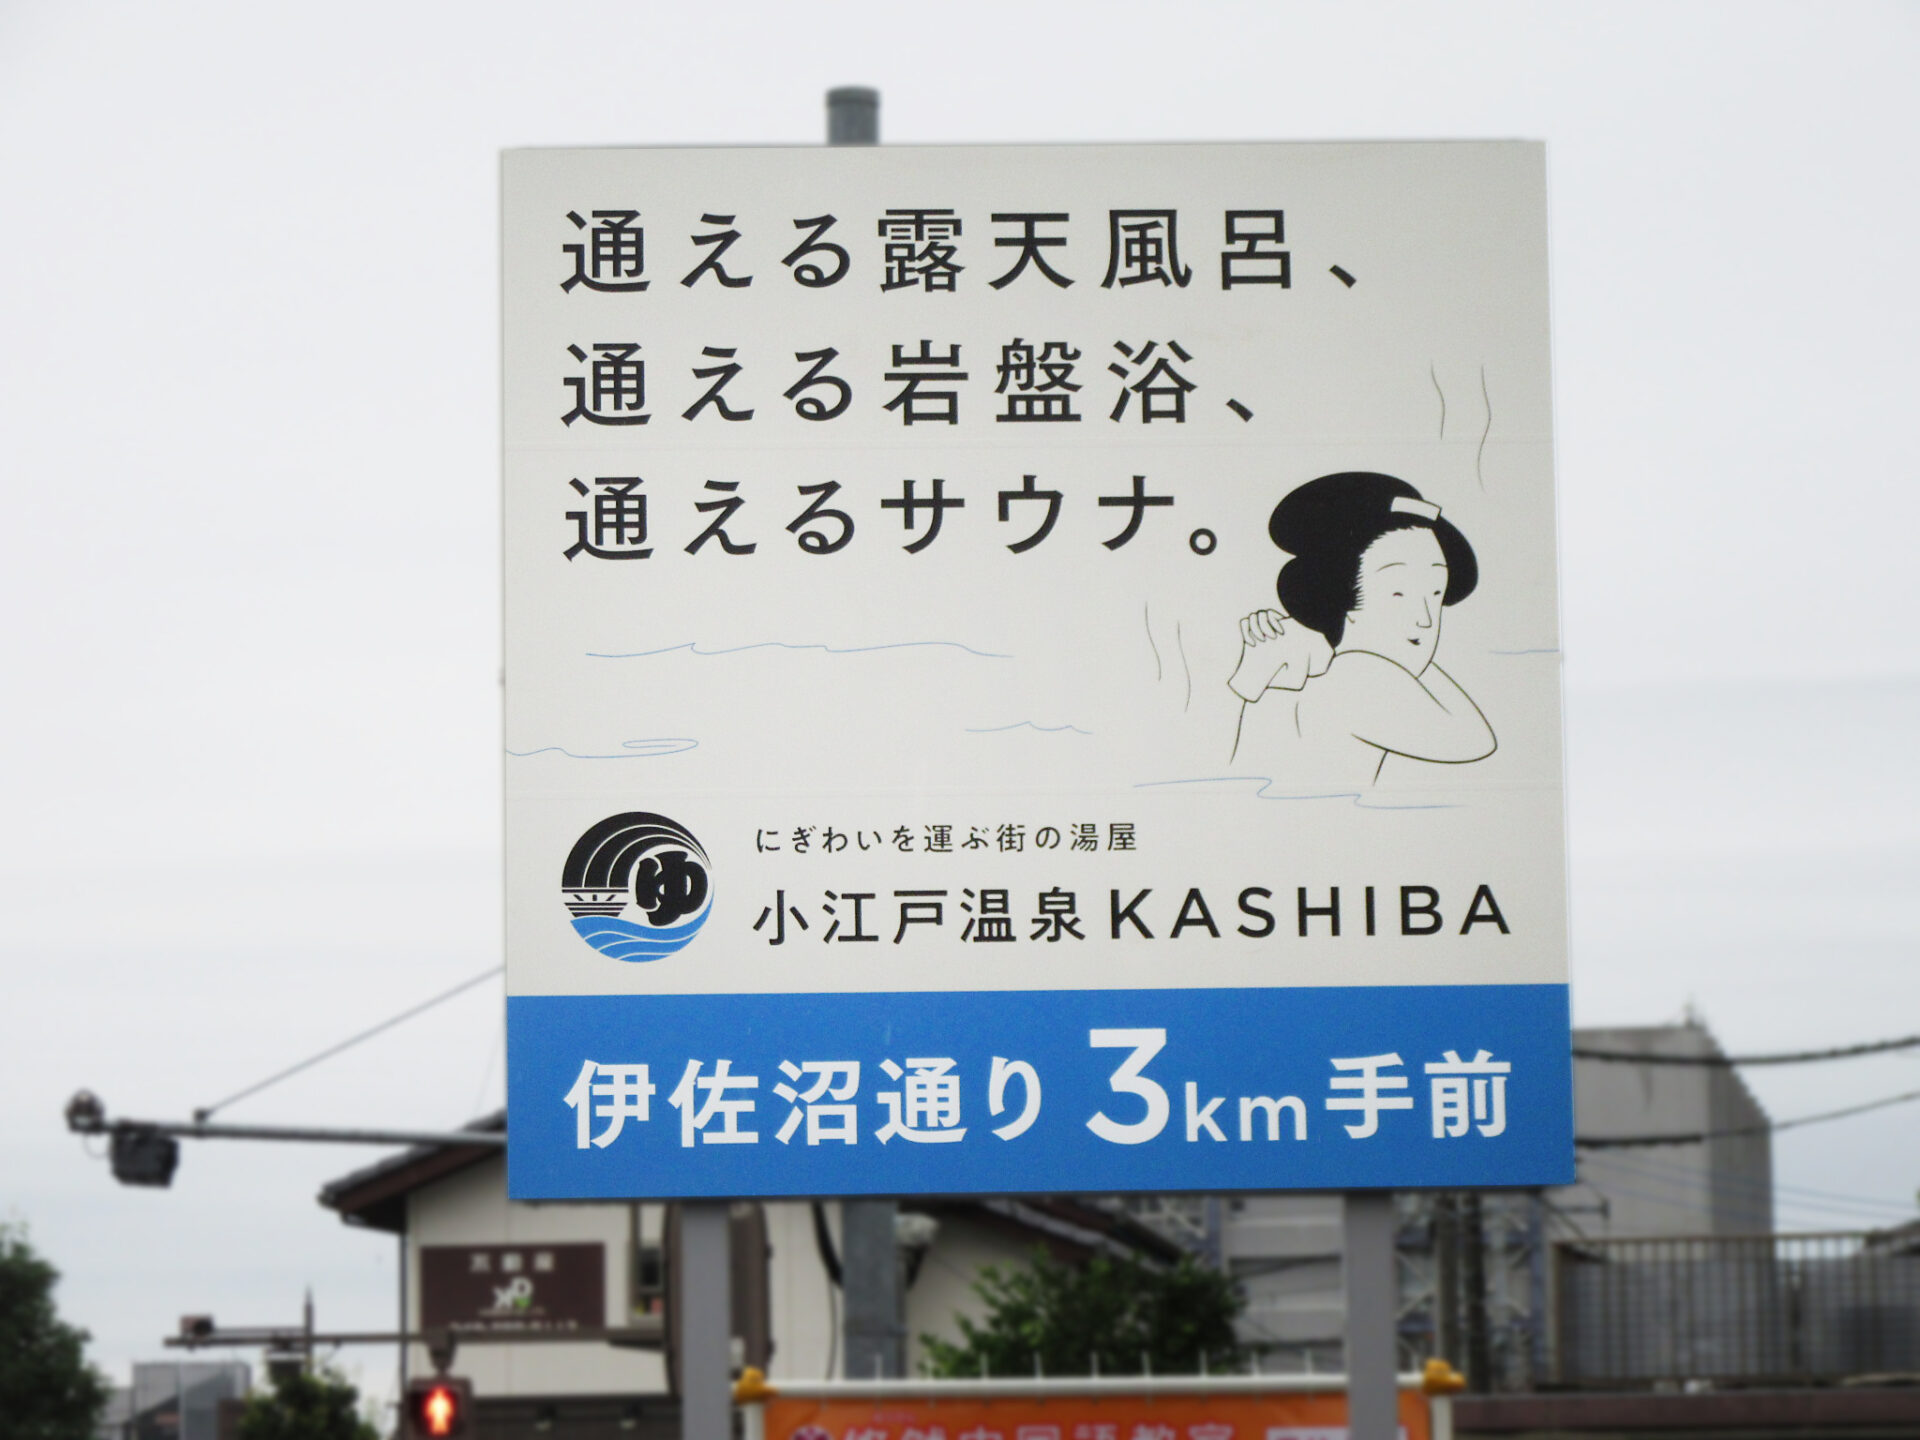 通える露天風呂、
通える岩盤浴、
通えるサウナ。
ゆ
にぎわいを運ぶ街の湯屋
小江戸温泉KASHIBA
伊佐沼通り3km手前